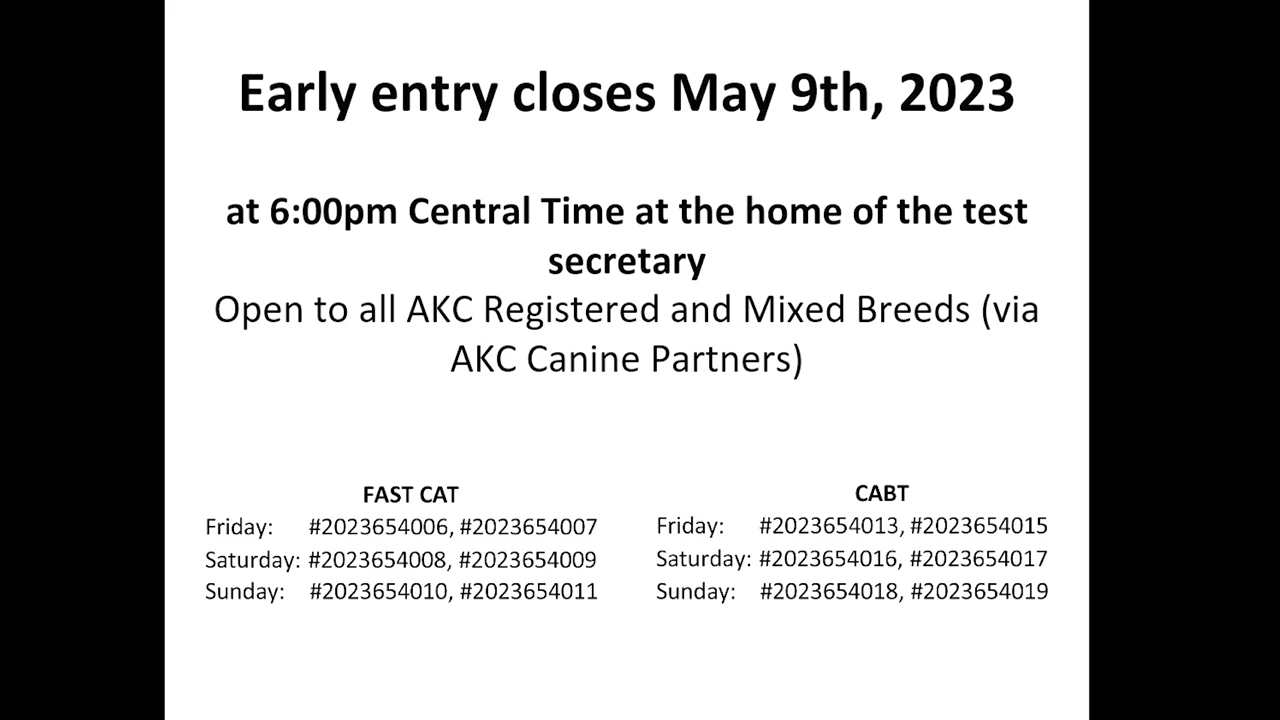 Early entry closes May 9th, 2023
at 6:00pm Central Time at the home of the test
secretary
Open to all AKC Registered and Mixed Breeds (via
AKC Canine Partners)
FAST CAT
Friday: #2023654006, #2023654007
Saturday: #2023654008, #2023654009
Sunday: #2023654010, #2023654011
CABT
Friday: #2023654013, #2023654015
Saturday: #2023654016, #2023654017
Sunday: #2023654018, #2023654019